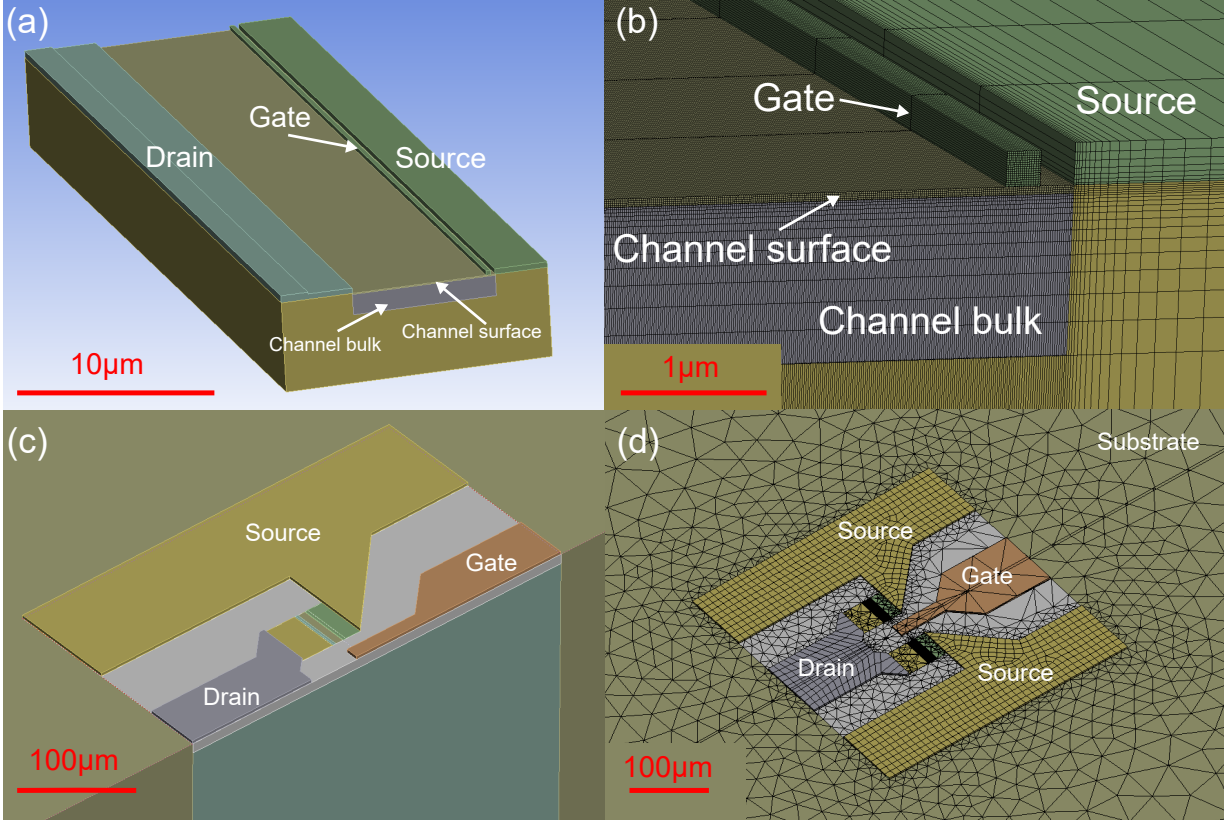 (a)
Gate
Drain
Source
Channel surface
Channel bulk
10µm
(b)
Gate
Source
Channel surface
Channel bulk
1µm
(c)
Source
Gate
Drain
100µm
(d)
Substrate
Source
Gate
Drain
Source
100µm